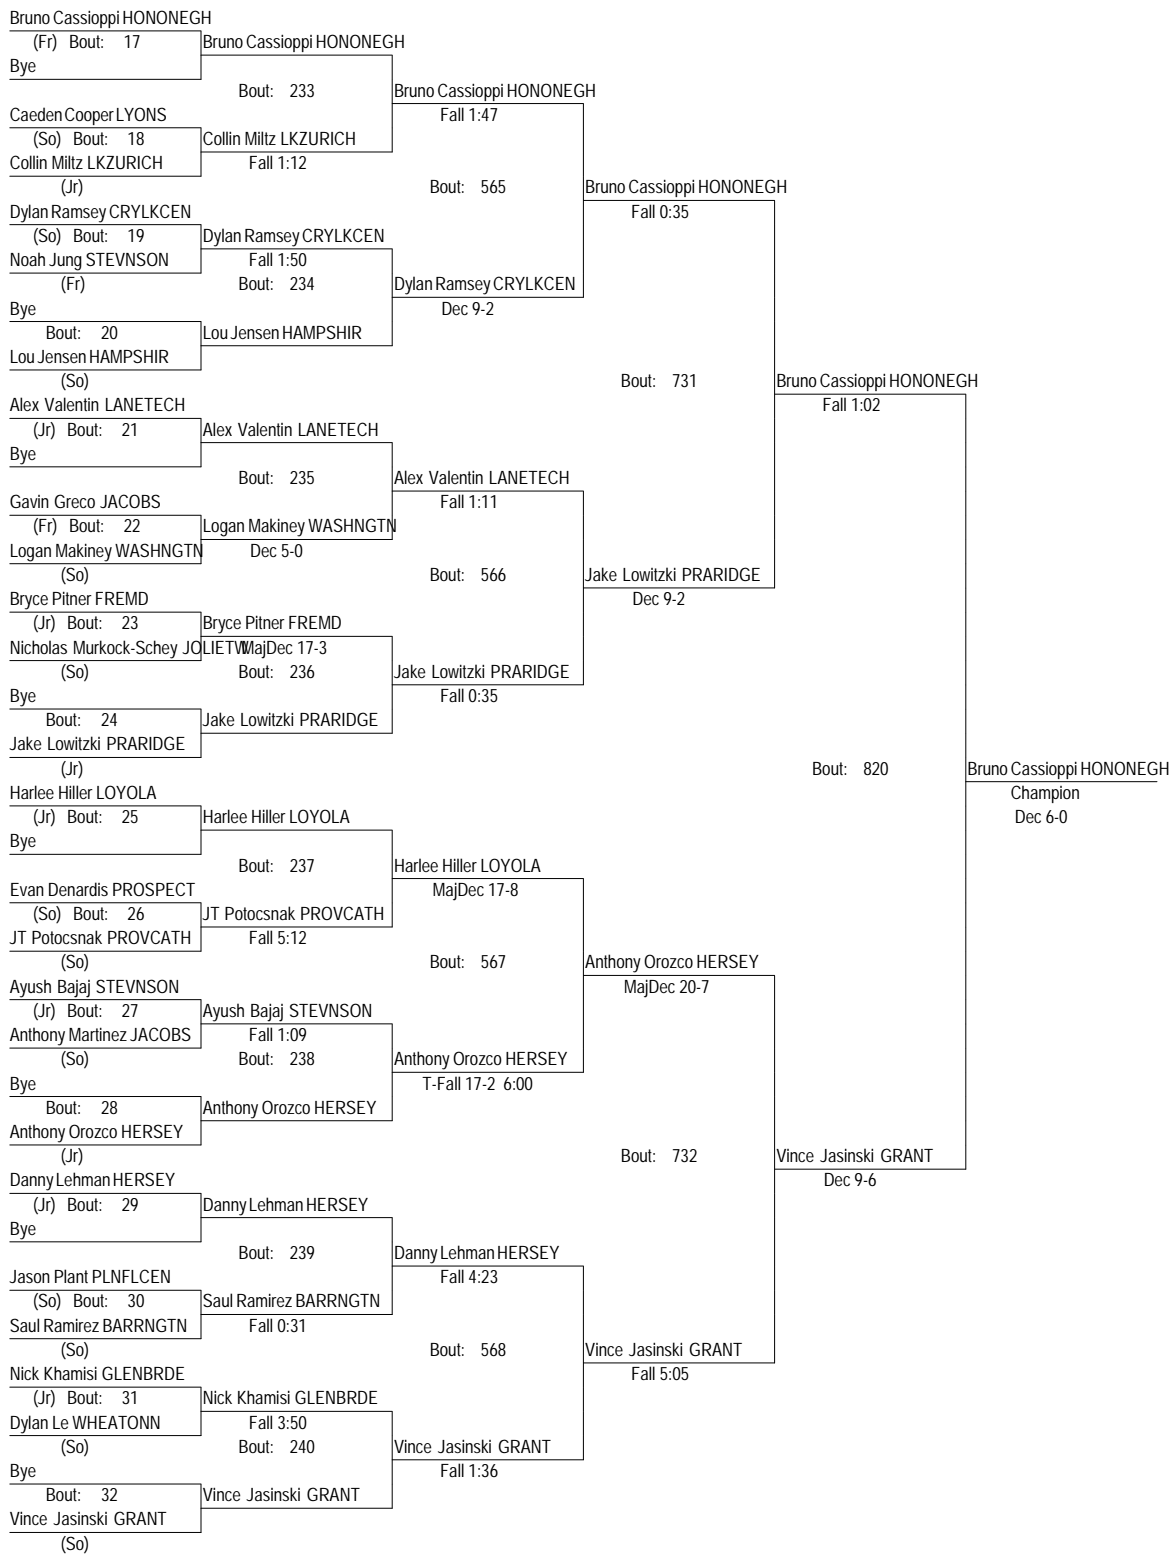 Bruno Cassioppi HONONEGH
(Fr) Bout: 17
Bruno Cassioppi HONONEGH
Bye
Bout: 233
Bruno Cassioppi HONONEGH
Caeden Cooper LYONS
Fall 1:47
(So) Bout: 18
Collin Miltz LKZURICH
Collin Miltz LKZURICH
Fall 1:12
(Jr)
Bout: 565
Bruno Cassioppi HONONEGH
Dylan Ramsey CRYLKCEN
Fall 0:35
(So) Bout: 19
Dylan Ramsey CRYLKCEN
Noah Jung STEVNSON
Fall 1:50
(Fr)
Bout: 234
Dylan Ramsey CRYLKCEN
Bye
Dec 9-2
Bout: 20
Lou Jensen HAMPSHIR
Lou Jensen HAMPSHIR
(So)
Bout: 731
Bruno Cassioppi HONONEGH
Alex Valentin LANETECH
Fall 1:02
(Jr) Bout: 21
Alex Valentin LANETECH
Bye
Bout: 235
Alex Valentin LANETECH
Gavin Greco JACOBS
Fall 1:11
(Fr) Bout: 22
Logan Makiney WASHNGTN
Logan Makiney WASHNGTN
Dec 5-0
(So)
Bout: 566
Jake Lowitzki PRARIDGE
Bryce Pitner FREMD
Dec 9-2
(Jr) Bout: 23
Bryce Pitner FREMD
Nicholas Murkock-Schey JOLIETW
MajDec 17-3
(So)
Bout: 236
Jake Lowitzki PRARIDGE
Bye
Fall 0:35
Bout: 24
Jake Lowitzki PRARIDGE
Jake Lowitzki PRARIDGE
(Jr)
Bout: 820
Bruno Cassioppi HONONEGH
Harlee Hiller LOYOLA
Champion
(Jr) Bout: 25
Harlee Hiller LOYOLA
Dec 6-0
Bye
Bout: 237
Harlee Hiller LOYOLA
Evan Denardis PROSPECT
MajDec 17-8
(So) Bout: 26
JT Potocsnak PROVCATH
JT Potocsnak PROVCATH
Fall 5:12
(So)
Bout: 567
Anthony Orozco HERSEY
Ayush Bajaj STEVNSON
MajDec 20-7
(Jr) Bout: 27
Ayush Bajaj STEVNSON
Anthony Martinez JACOBS
Fall 1:09
(So)
Bout: 238
Anthony Orozco HERSEY
Bye
T-Fall 17-2 6:00
Bout: 28
Anthony Orozco HERSEY
Anthony Orozco HERSEY
(Jr)
Bout: 732
Vince Jasinski GRANT
Danny Lehman HERSEY
Dec 9-6
(Jr) Bout: 29
Danny Lehman HERSEY
Bye
Bout: 239
Danny Lehman HERSEY
Jason Plant PLNFLCEN
Fall 4:23
(So) Bout: 30
Saul Ramirez BARRNGTN
Saul Ramirez BARRNGTN
Fall 0:31
(So)
Bout: 568
Vince Jasinski GRANT
Nick Khamisi GLENBRDE
Fall 5:05
(Jr) Bout: 31
Nick Khamisi GLENBRDE
Dylan Le WHEATONN
Fall 3:50
(So)
Bout: 240
Vince Jasinski GRANT
Bye
Fall 1:36
Bout: 32
Vince Jasinski GRANT
Vince Jasinski GRANT
(So)